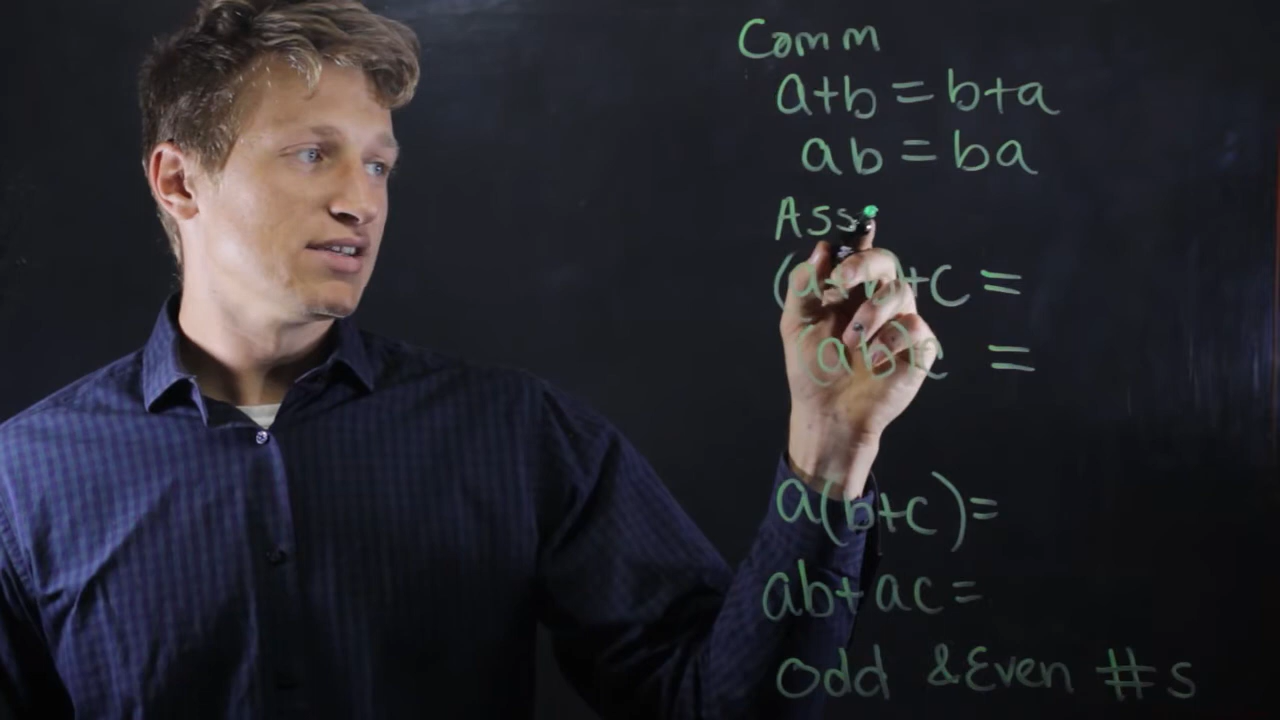 Comm
a+b = b+a
ab = ba
Ass
(a+b)+c =
(ab)c =
a(b+c)=
ab+ac=
odd & Even #s